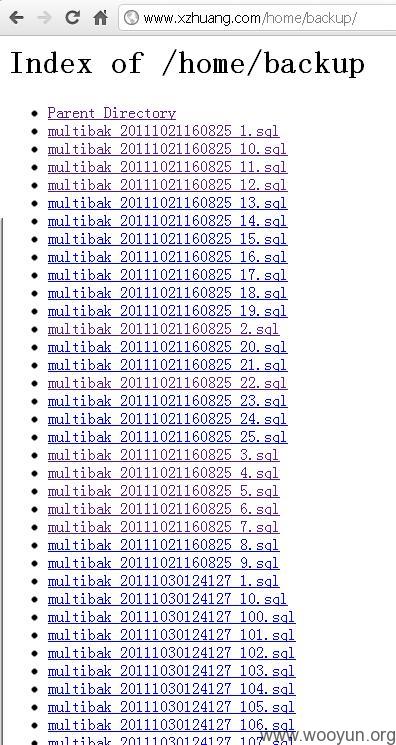 www.xzhuang.com/home/backup/
Index of /home/backup
Parent Directory
multibak_20111021160825_1.sql
multibak_20111021160825_10.sql
multibak_20111021160825_11.sql
multibak_20111021160825_12.sql
multibak_20111021160825_13.sql
multibak_20111021160825_14.sql
multibak_20111021160825_15.sql
multibak_20111021160825_16.sql
multibak_20111021160825_17.sql
multibak_20111021160825_18.sql
multibak_20111021160825_19.sql
multibak_20111021160825_2.sql
multibak_20111021160825_20.sql
multibak_20111021160825_21.sql
multibak_20111021160825_22.sql
multibak_20111021160825_23.sql
multibak_20111021160825_24.sql
multibak_20111021160825_25.sql
multibak_20111021160825_3.sql
multibak_20111021160825_4.sql
multibak_20111021160825_5.sql
multibak_20111021160825_6.sql
multibak_20111021160825_7.sql
multibak_20111021160825_8.sql
multibak_20111021160825_9.sql
multibak_20111030124127_1.sql
multibak_20111030124127_10.sql
multibak_20111030124127_100.sql
multibak_20111030124127_101.sql
multibak_20111030124127_102.sql
multibak_20111030124127_103.sql
multibak_20111030124127_104.sql
multibak_20111030124127_105.sql
multibak_20111030124127_106.sql
multibak_20111030124127_107.sql
www.wooyun.org